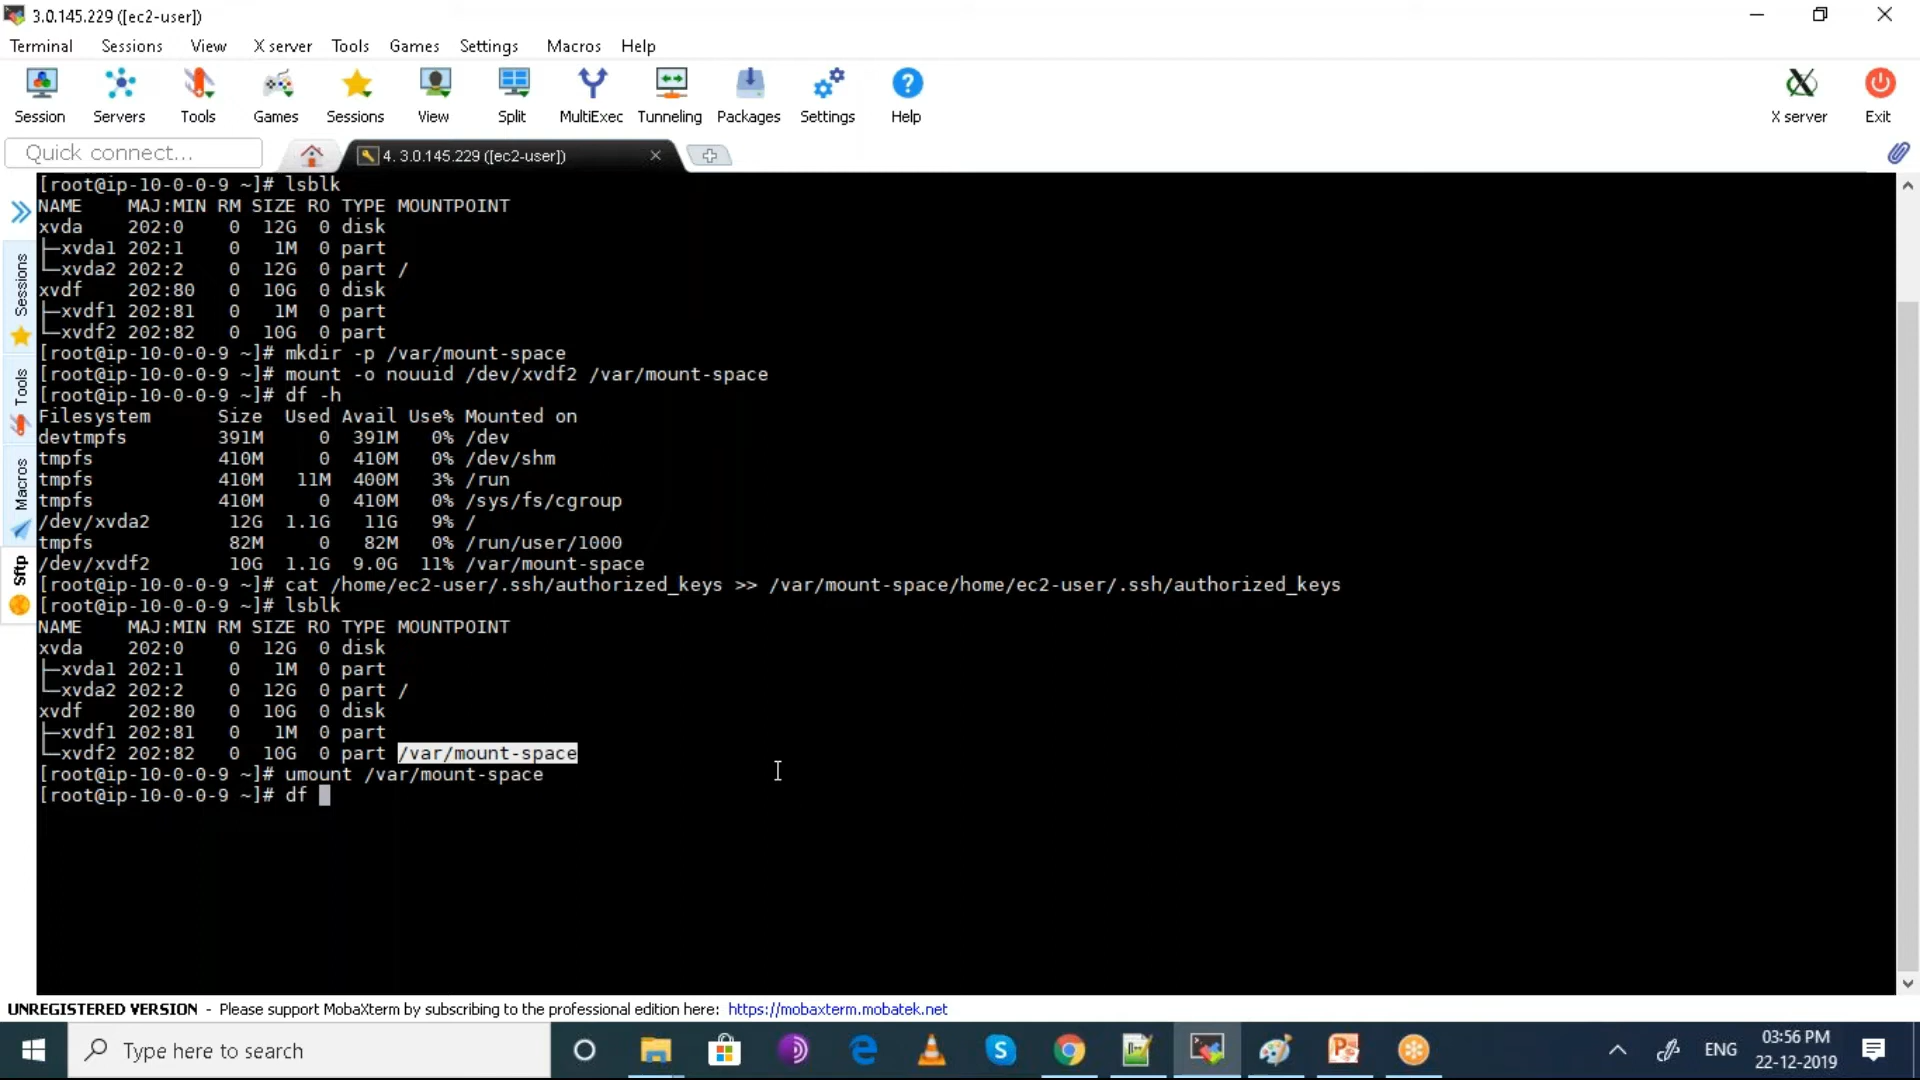 3.0.145.229 ([ec2-user])
Terminal Sessions View X server Tools Games Settings Macros Help
Session Servers Tools Games Sessions View Split MultiExec Tunneling Packages Settings Help X server Exit
Quick connect...
4. 3.0.145.229 ([ec2-user])
Sessions
Tools
Macros
Sftp
[root@ip-10-0-0-9 ~]# lsblk
NAME    MAJ:MIN RM SIZE RO TYPE MOUNTPOINT
xvda    202:0    0  12G  0 disk
├─xvda1 202:1    0   1M  0 part
└─xvda2 202:2    0  12G  0 part /
xvdf    202:80   0  10G  0 disk
├─xvdf1 202:81   0   1M  0 part
└─xvdf2 202:82   0  10G  0 part
[root@ip-10-0-0-9 ~]# mkdir -p /var/mount-space
[root@ip-10-0-0-9 ~]# mount -o nouuid /dev/xvdf2 /var/mount-space
[root@ip-10-0-0-9 ~]# df -h
Filesystem      Size  Used Avail Use% Mounted on
devtmpfs        391M     0  391M   0% /dev
tmpfs           410M     0  410M   0% /dev/shm
tmpfs           410M   11M  400M   3% /run
tmpfs           410M     0  410M   0% /sys/fs/cgroup
/dev/xvda2       12G  1.1G   11G   9% /
tmpfs            82M     0   82M   0% /run/user/1000
/dev/xvdf2       10G  1.1G  9.0G  11% /var/mount-space
[root@ip-10-0-0-9 ~]# cat /home/ec2-user/.ssh/authorized_keys >> /var/mount-space/home/ec2-user/.ssh/authorized_keys
[root@ip-10-0-0-9 ~]# lsblk
NAME    MAJ:MIN RM SIZE RO TYPE MOUNTPOINT
xvda    202:0    0  12G  0 disk
├─xvda1 202:1    0   1M  0 part
└─xvda2 202:2    0  12G  0 part /
xvdf    202:80   0  10G  0 disk
├─xvdf1 202:81   0   1M  0 part
└─xvdf2 202:82   0  10G  0 part /var/mount-space
[root@ip-10-0-0-9 ~]# umount /var/mount-space
[root@ip-10-0-0-9 ~]# df
UNREGISTERED VERSION - Please support MobaXterm by subscribing to the professional edition here: https://mobaxterm.mobatek.net
Type here to search
ENG
03:56 PM
22-12-2019